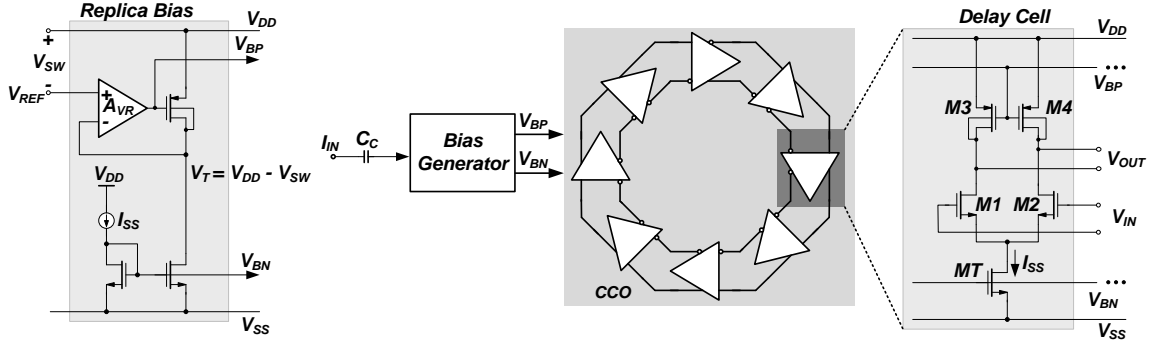 Replica Bias
V_DD
V_BP
+
V_SW
-
V_REF
+
A_VR
-
V_T = V_DD - V_SW
V_DD
I_SS
V_BN
V_SS
I_IN
C_C
Bias
Generator
V_BP
V_BN
CCO
Delay Cell
V_DD
V_BP
M3
M4
V_OUT
M1
M2
V_IN
I_SS
MT
V_BN
V_SS